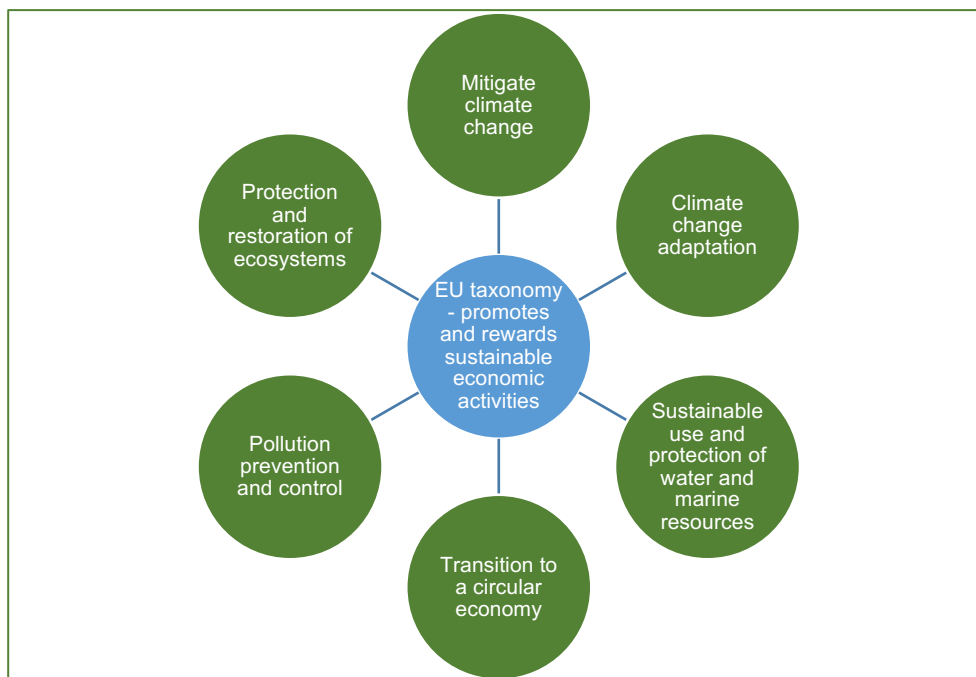 Mitigate
climate
change
Climate
change
adaptation
Sustainable
use and
protection of
water and
marine
resources
Transition to
a circular
economy
Pollution
prevention
and control
Protection
and
restoration of
ecosystems
EU taxonomy
- promotes
and rewards
sustainable
economic
activities